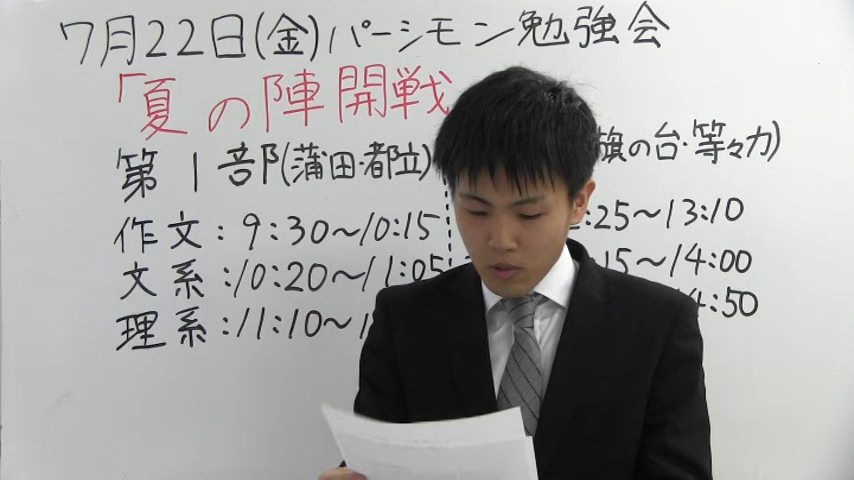 7月22日(金)パーシモン勉強会
「夏の陣開戦
第1部(蒲田・都立) 旗の台・等々力)
作文:9:30〜10:15 :25〜13:10
文系:10:20〜11:05 15〜14:00
理系:11:10〜1 :50